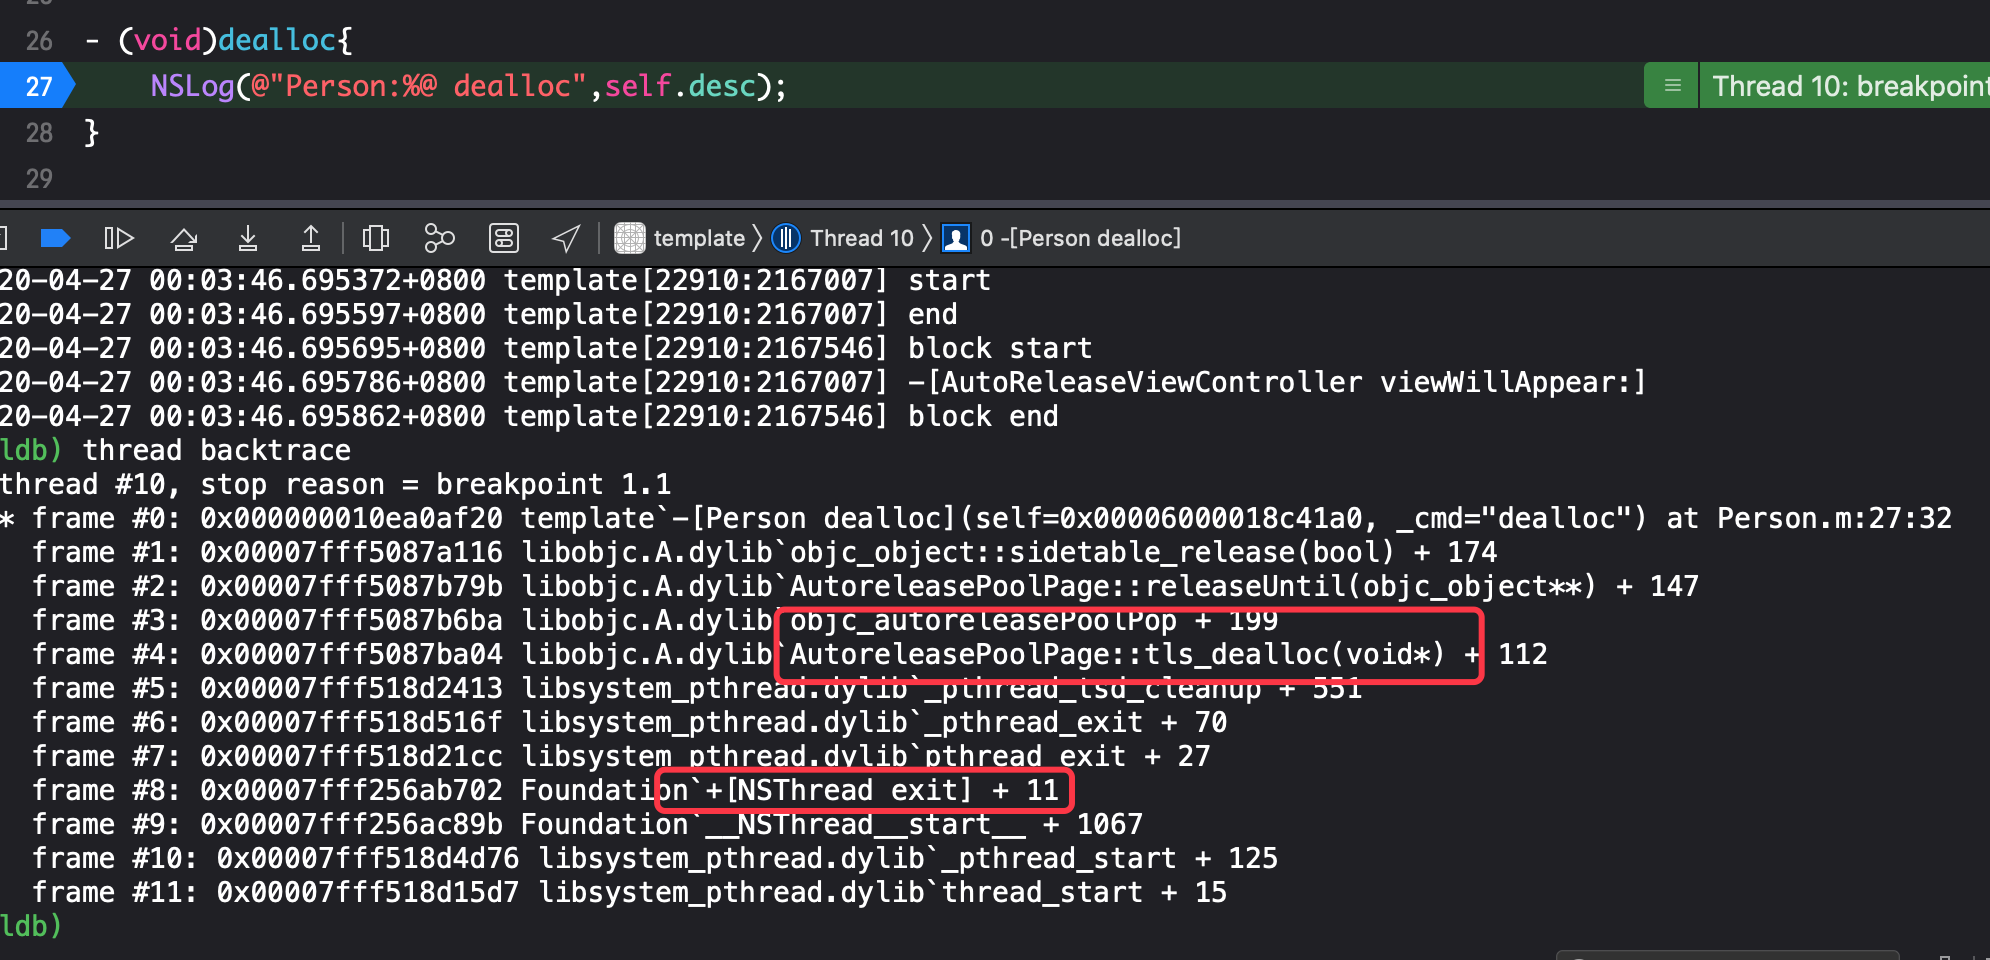 26 - (void)dealloc{
27 NSLog(@"Person:%@ dealloc",self.desc);
Thread 10: breakpoint
28 }
29
template 〉 Thread 10 〉 0 -[Person dealloc]
20-04-27 00:03:46.695372+0800 template[22910:2167007] start
20-04-27 00:03:46.695597+0800 template[22910:2167007] end
20-04-27 00:03:46.695695+0800 template[22910:2167546] block start
20-04-27 00:03:46.695786+0800 template[22910:2167007] -[AutoReleaseViewController viewWillAppear:]
20-04-27 00:03:46.695862+0800 template[22910:2167546] block end
ldb) thread backtrace
thread #10, stop reason = breakpoint 1.1
* frame #0: 0x000000010ea0af20 template`-[Person dealloc](self=0x00006000018c41a0, _cmd="dealloc") at Person.m:27:32
frame #1: 0x00007fff5087a116 libobjc.A.dylib`objc_object::sidetable_release(bool) + 174
frame #2: 0x00007fff5087b79b libobjc.A.dylib`AutoreleasePoolPage::releaseUntil(objc_object**) + 147
frame #3: 0x00007fff5087b6ba libobjc.A.dylib`objc_autoreleasePoolPop + 199
frame #4: 0x00007fff5087ba04 libobjc.A.dylib`AutoreleasePoolPage::tls_dealloc(void*) + 112
frame #5: 0x00007fff518d2413 libsystem_pthread.dylib`_pthread_tsd_cleanup + 551
frame #6: 0x00007fff518d516f libsystem_pthread.dylib`_pthread_exit + 70
frame #7: 0x00007fff518d21cc libsystem_pthread.dylib`pthread_exit + 27
frame #8: 0x00007fff256ab702 Foundation`+[NSThread exit] + 11
frame #9: 0x00007fff256ac89b Foundation`__NSThread__start__ + 1067
frame #10: 0x00007fff518d4d76 libsystem_pthread.dylib`_pthread_start + 125
frame #11: 0x00007fff518d15d7 libsystem_pthread.dylib`thread_start + 15
ldb)